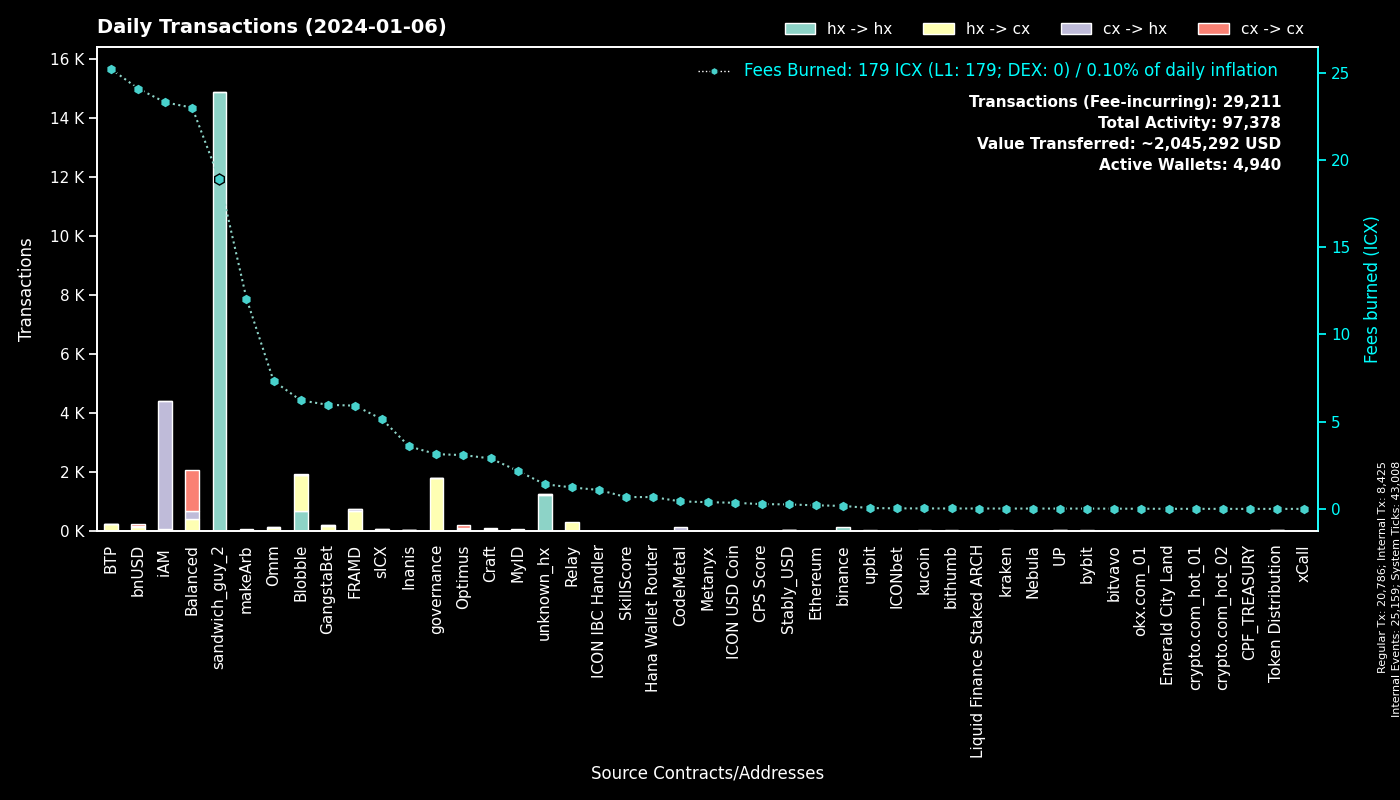 Daily Transactions (2024-01-06)
hx -> hx
hx -> cx
cx -> hx
cx -> cx
Fees Burned: 179 ICX (L1: 179; DEX: 0) / 0.10% of daily inflation
Transactions (Fee-incurring): 29,211
Total Activity: 97,378
Value Transferred: ~2,045,292 USD
Active Wallets: 4,940
Transactions
16 K
14 K
12 K
10 K
8 K
6 K
4 K
2 K
0 K
25
20
15
10
5
0
Fees burned (ICX)
BTP
bnUSD
iAM
Balanced
sandwich_guy_2
makeArb
Omm
Blobble
GangstaBet
FRAMD
sICX
Inanis
governance
Optimus
Craft
MyID
unknown_hx
Relay
ICON IBC Handler
SkillScore
Hana Wallet Router
CodeMetal
Metanyx
ICON USD Coin
CPS Score
Stably_USD
Ethereum
binance
upbit
ICONbet
kucoin
bithumb
Liquid Finance Staked ARCH
kraken
Nebula
UP
bybit
bitvavo
okx.com_01
Emerald City Land
crypto.com_hot_01
crypto.com_hot_02
CPF_TREASURY
Token Distribution
xCall
Source Contracts/Addresses
Regular Tx: 20,786; Internal Tx: 8,425
Internal Events: 25,159; System Ticks: 43,008